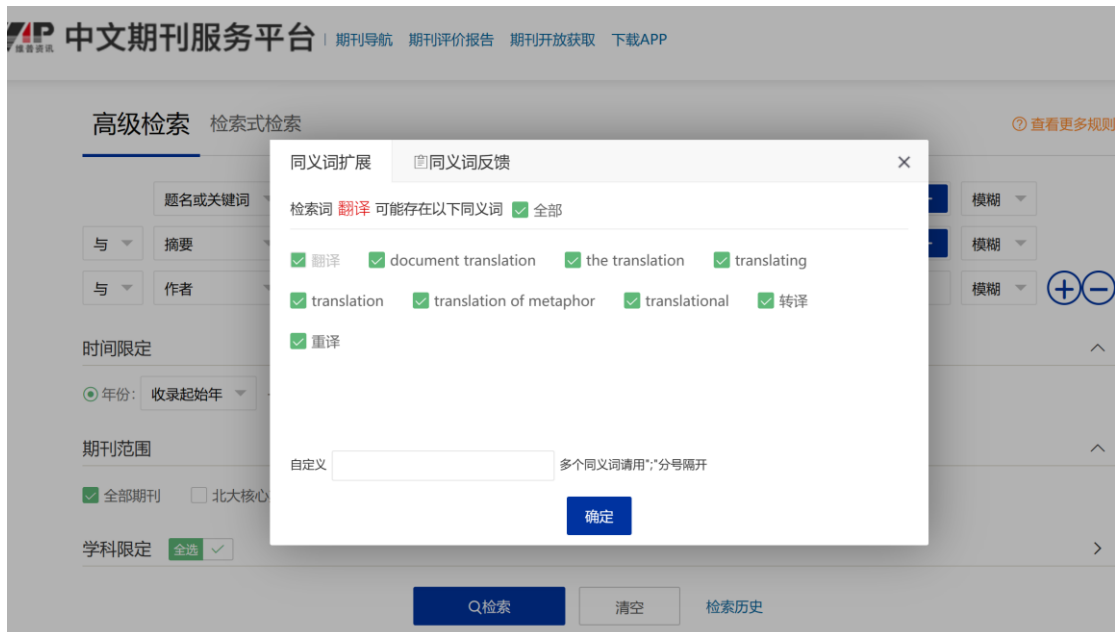 VIP 维普资讯 中文期刊服务平台 期刊导航 期刊评价报告 期刊开放获取 下载APP
高级检索 检索式检索
查看更多规则
同义词扩展 同义词反馈 ×
题名或关键词
检索词 翻译 可能存在以下同义词 全部
模糊
与 摘要
模糊
翻译 document translation the translation translating
与 作者
模糊
translation translation of metaphor translational 转译
重译
时间限定
年份: 收录起始年
期刊范围
自定义 多个同义词请用";"分号隔开
全部期刊 北大核心
确定
学科限定 全选
检索 清空 检索历史